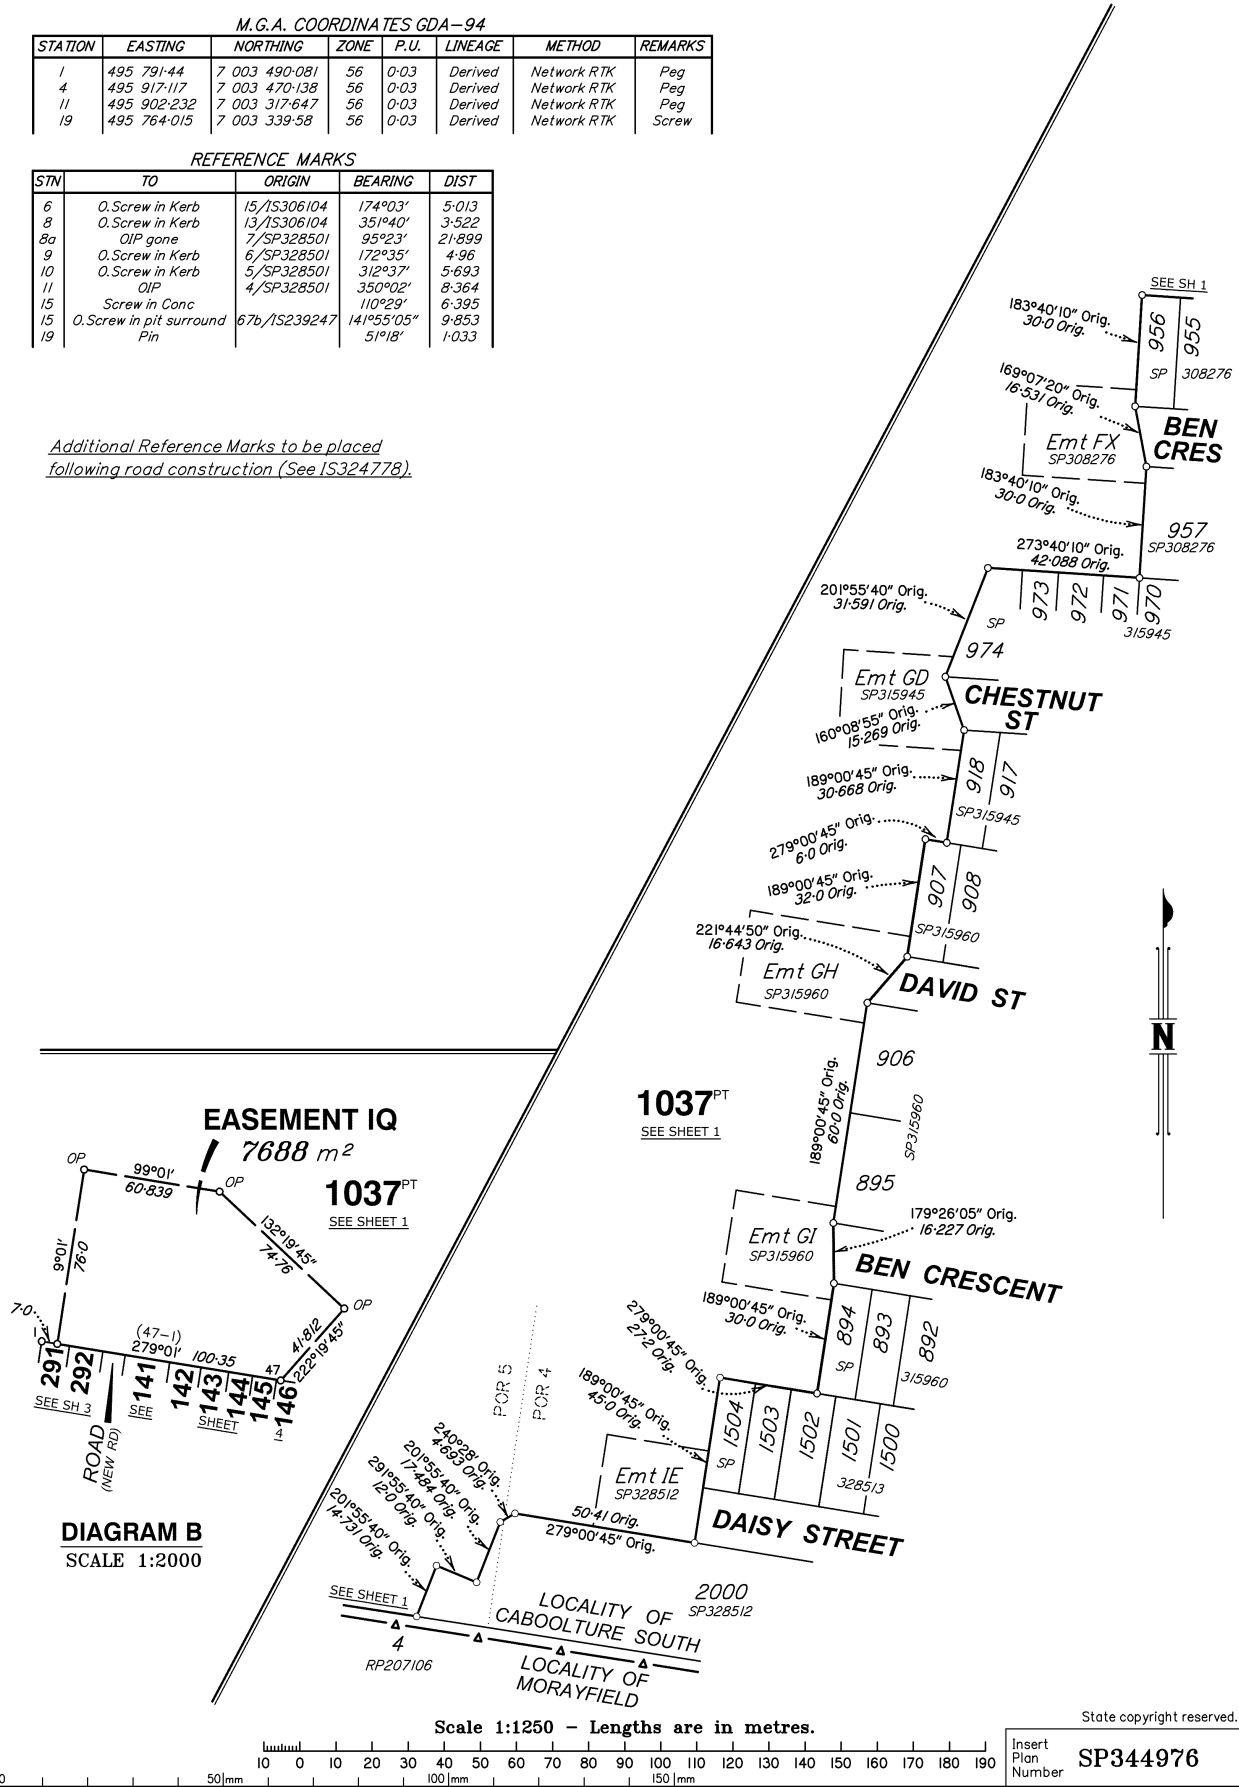 M.G.A. COORDINATES GDA-94
STATION EASTING NORTHING ZONE P.U. LINEAGE METHOD REMARKS
1 495 791·44 7 003 490·081 56 0·03 Derived Network RTK Peg
4 495 917·117 7 003 470·138 56 0·03 Derived Network RTK Peg
11 495 902·232 7 003 317·647 56 0·03 Derived Network RTK Peg
19 495 764·015 7 003 339·58 56 0·03 Derived Network RTK Screw
REFERENCE MARKS
STN TO ORIGIN BEARING DIST
6 O.Screw in Kerb 15/IS306104 174°03' 5·013
8 O.Screw in Kerb 13/IS306104 351°40' 3·522
8a OIP gone 7/SP328501 95°23' 21·899
9 O.Screw in Kerb 6/SP328501 172°35' 4·96
10 O.Screw in Kerb 5/SP328501 312°37' 5·693
11 OIP 4/SP328501 350°02' 8·364
15 Screw in Conc 110°29' 6·395
15 O.Screw in pit surround 67b/IS239247 141°55'05" 9·853
19 Pin 51°18' 1·033
Additional Reference Marks to be placed
following road construction (See IS324778).
SEE SH 1
183°40'10" Orig.
30·0 Orig.
956
955
SP 308276
169°07'20" Orig.
16·531 Orig.
BEN
CRES
Emt FX
SP308276
183°40'10" Orig.
30·0 Orig.
957
SP308276
273°40'10" Orig.
42·088 Orig.
973
972
971
970
315945
201°55'40" Orig.
31·591 Orig.
SP
974
Emt GD
SP315945
CHESTNUT
ST
160°08'55" Orig.
15·269 Orig.
189°00'45" Orig.
30·668 Orig.
918
917
SP315945
279°00'45" Orig.
6·0 Orig.
189°00'45" Orig.
32·0 Orig.
907
908
SP315960
221°44'50" Orig.
16·643 Orig.
Emt GH
SP315960
DAVID ST
N
906
189°00'45" Orig.
60·0 Orig.
SP315960
895
1037PT
SEE SHEET 1
179°26'05" Orig.
16·227 Orig.
Emt GI
SP315960
BEN CRESCENT
189°00'45" Orig.
30·0 Orig.
894
893
892
SP
315960
279°00'45" Orig.
27·2 Orig.
189°00'45" Orig.
45·0 Orig.
1504
1503
1502
1501
1500
SP
328513
Emt IE
SP328512
POR 5
POR 4
240°28' Orig.
4·693 Orig.
201°55'40" Orig.
17·484 Orig.
291°55'40" Orig.
12·0 Orig.
201°55'40" Orig.
14·731 Orig.
50·41 Orig.
279°00'45" Orig.
DAISY STREET
2000
SP328512
SEE SHEET 1
LOCALITY OF
CABOOLTURE SOUTH
4
RP207106
LOCALITY OF
MORAYFIELD
EASEMENT IQ
7688 m²
OP
99°01'
60·839
OP
1037PT
SEE SHEET 1
132°19'45"
74·76
9°01'
76·0
OP
7·0
1
(47-1)
279°01'
100·35
47
41·812
222°19'45"
291
292
141
142
143
144
145
146
SEE SH 3
SEE
SHEET
4
ROAD
(NEW RD)
DIAGRAM B
SCALE 1:2000
Scale 1:1250 - Lengths are in metres.
10 0 10 20 30 40 50 60 70 80 90 100 110 120 130 140 150 160 170 180 190
0 50 mm 100 mm 150 mm
State copyright reserved.
Insert
Plan
Number
SP344976